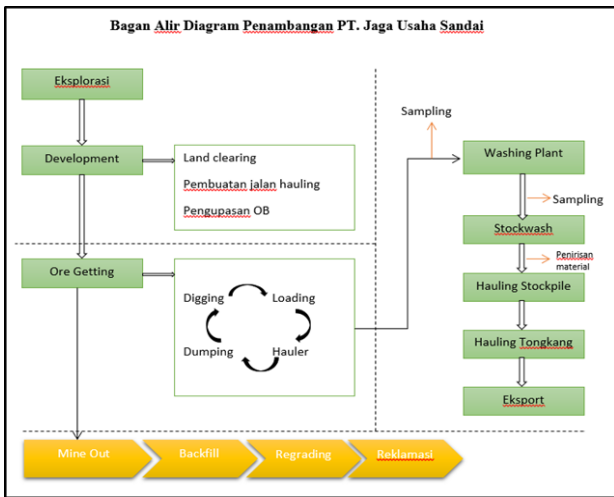 Bagan Alir Diagram Penambangan PT. Jaga Usaha Sandai
Eksplorasi
Development
Land clearing
Pembuatan jalan hauling
Pengupasan OB
Ore Getting
Digging
Loading
Dumping
Hauler
Sampling
Washing Plant
Sampling
Stockwash
Penirisan
material
Hauling Stockpile
Hauling Tongkang
Eksport
Mine Out
Backfill
Regrading
Reklamasi